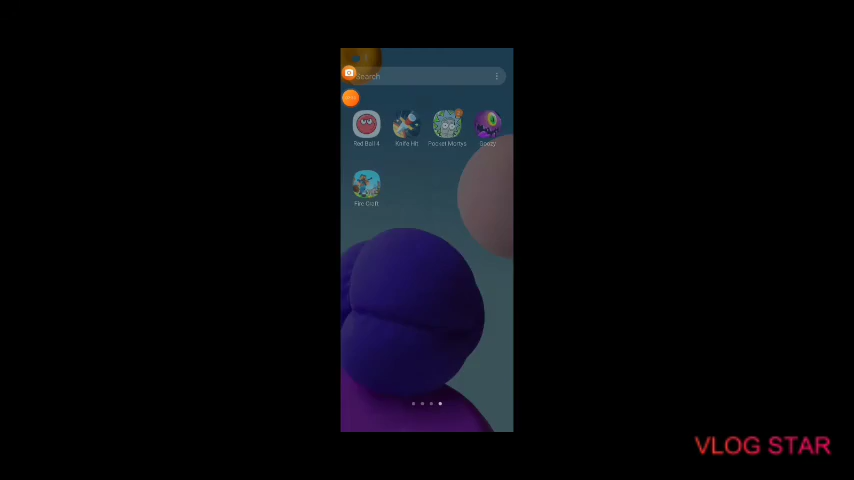 Search
Red Ball 4
Knife Hit
Pocket Mortys
Fire Craft
VLOG STAR